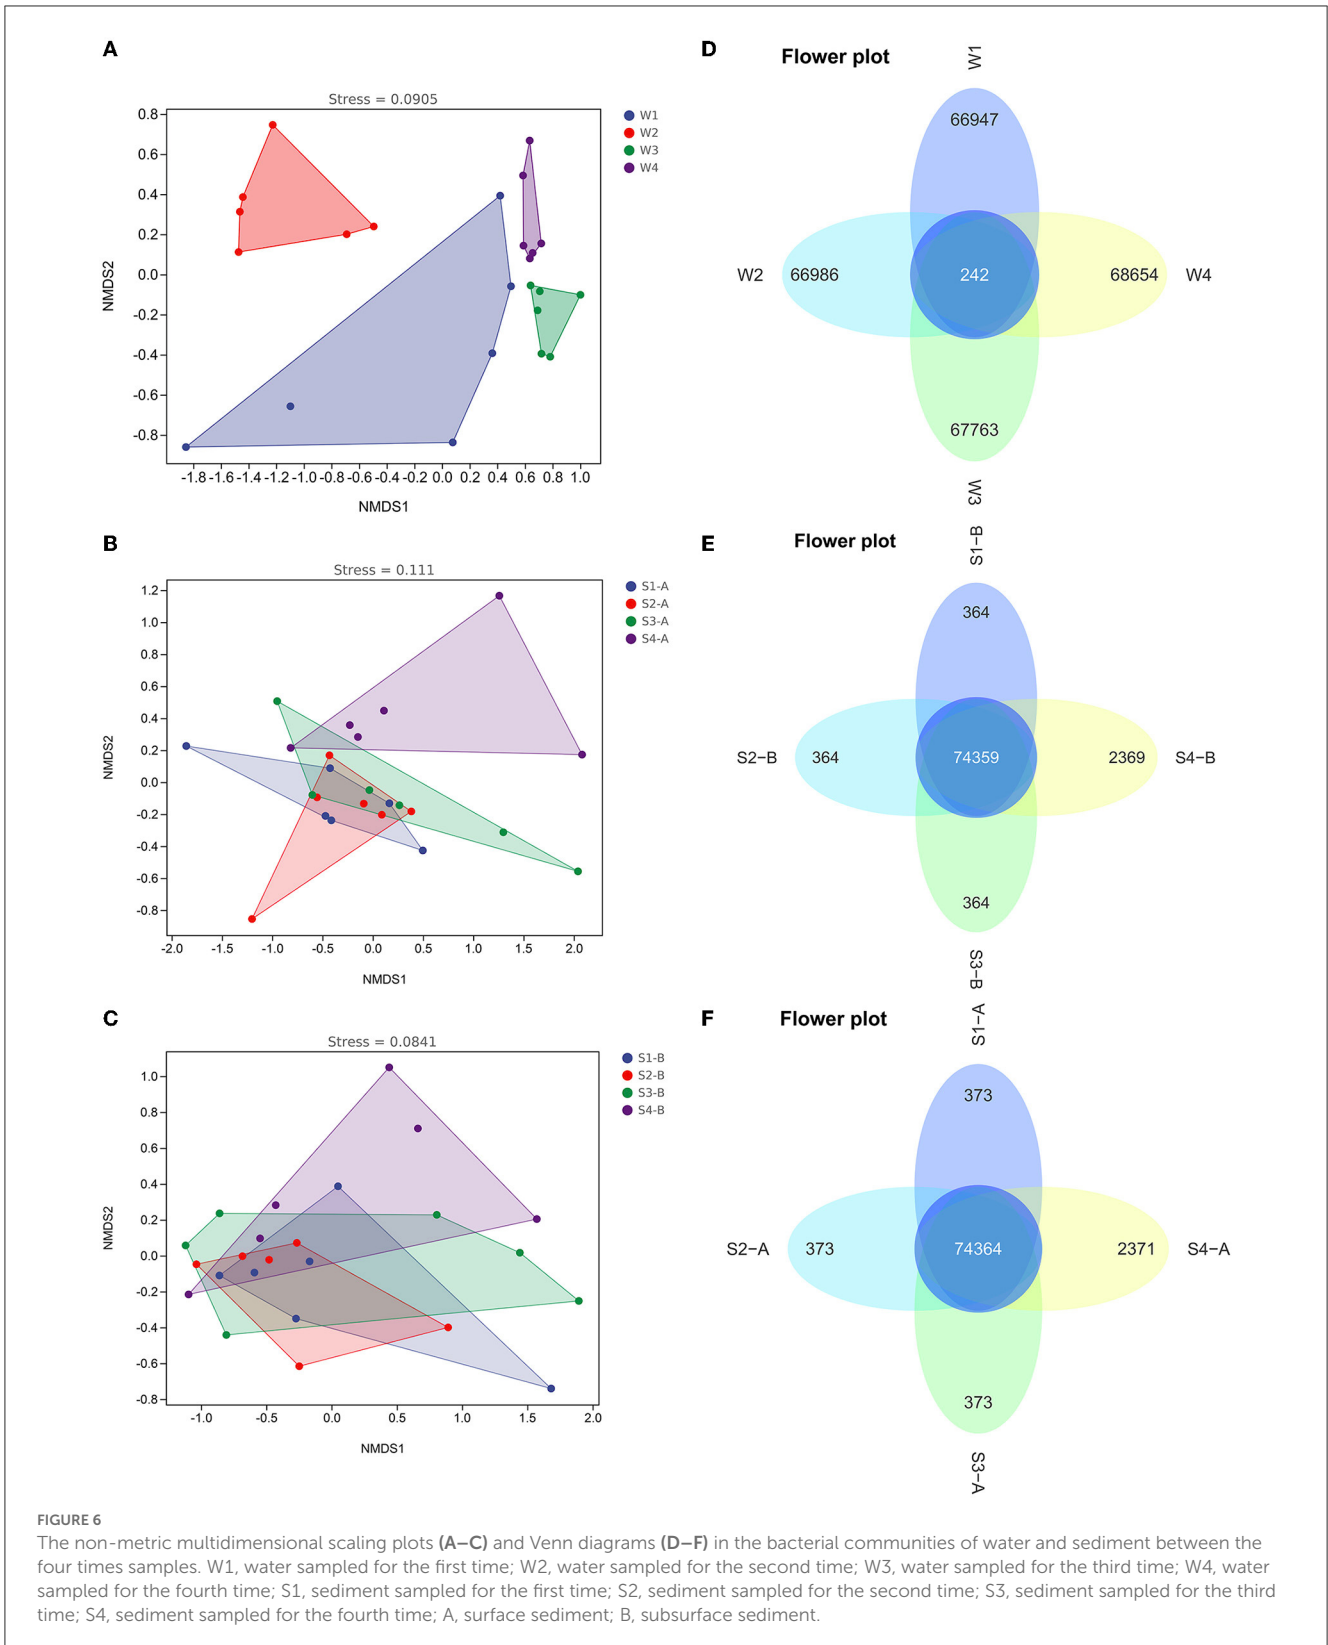 A
Stress = 0.0905
0.8
0.6
0.4
0.2
0.0
-0.2
-0.4
-0.6
-0.8
NMDS2
-1.8 -1.6 -1.4 -1.2 -1.0 -0.8 -0.6 -0.4 -0.2 0.0 0.2 0.4 0.6 0.8 1.0
NMDS1
W1
W2
W3
W4
D
Flower plot
W1
66947
W2
66986
242
68654
W4
67763
W3
B
Stress = 0.111
1.2
1.0
0.8
0.6
0.4
0.2
0.0
-0.2
-0.4
-0.6
-0.8
NMDS2
-2.0 -1.5 -1.0 -0.5 0.0 0.5 1.0 1.5 2.0
NMDS1
S1-A
S2-A
S3-A
S4-A
E
Flower plot
S1−B
364
S2−B
364
74359
2369
S4−B
364
S3−B
C
Stress = 0.0841
1.0
0.8
0.6
0.4
0.2
0.0
-0.2
-0.4
-0.6
-0.8
NMDS2
-1.0 -0.5 0.0 0.5 1.0 1.5 2.0
NMDS1
S1-B
S2-B
S3-B
S4-B
F
Flower plot
S1−A
373
S2−A
373
74364
2371
S4−A
373
S3−A
FIGURE 6
The non-metric multidimensional scaling plots (A–C) and Venn diagrams (D–F) in the bacterial communities of water and sediment between the
four times samples. W1, water sampled for the first time; W2, water sampled for the second time; W3, water sampled for the third time; W4, water
sampled for the fourth time; S1, sediment sampled for the first time; S2, sediment sampled for the second time; S3, sediment sampled for the third
time; S4, sediment sampled for the fourth time; A, surface sediment; B, subsurface sediment.